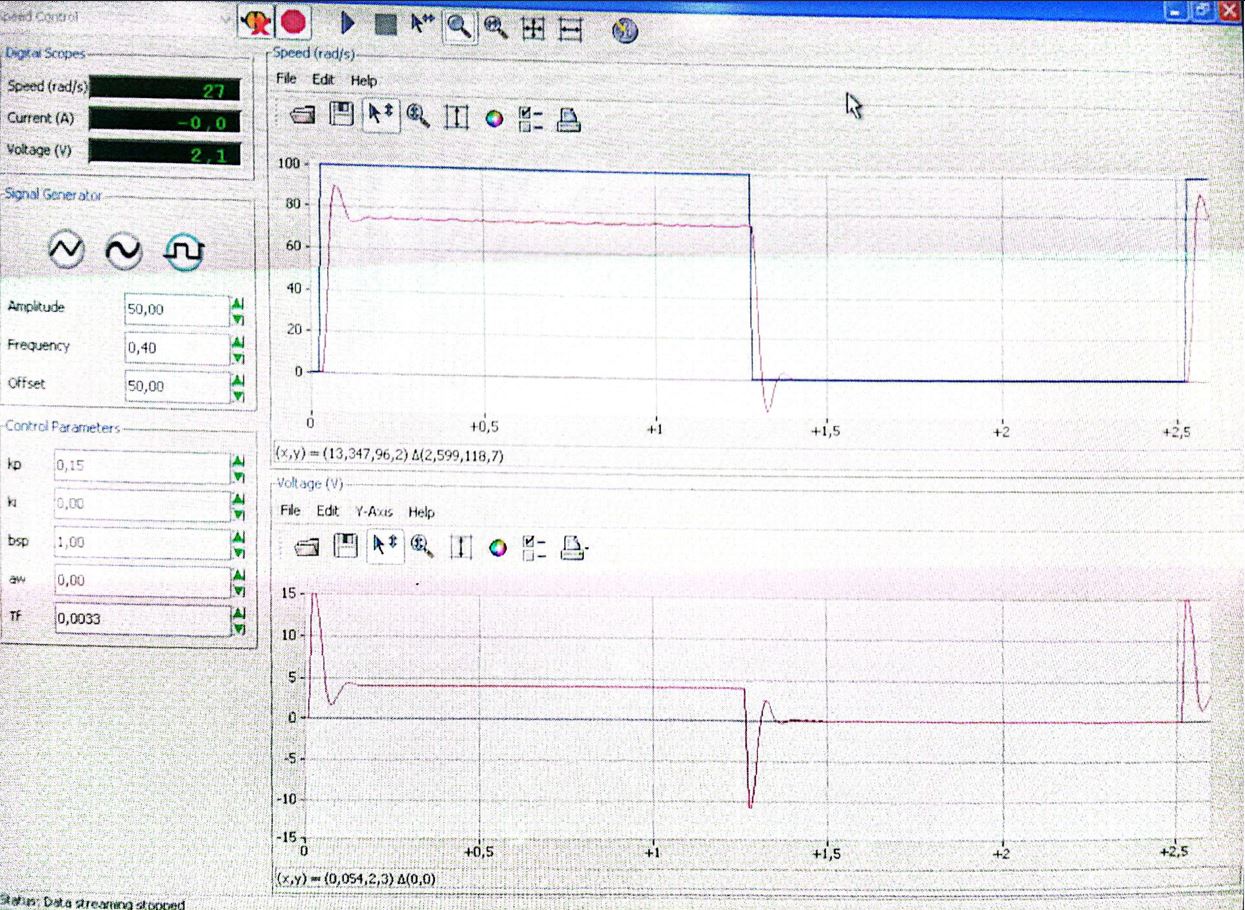 Speed Control
Digital Scopes
Speed (rad/s)
27
Current (A)
-0,0
Voltage (V)
2,1
Signal Generator
Amplitude
50,00
Frequency
0,40
Offset
50,00
Control Parameters
kp
0,15
ki
0,00
bsp
1,00
aw
0,00
Tf
0,0033
Status: Data streaming stopped
Speed (rad/s)
File Edit Help
100
80
60
40
20
0
0 +0,5 +1 +1,5 +2 +2,5
(x,y) = (13,347,96,2) Δ(2,599,118,7)
Voltage (V)
File Edit Y-Axis Help
15
10
5
0
-5
-10
-15
0 +0,5 +1 +1,5 +2 +2,5
(x,y) = (0,054,2,3) Δ(0,0)